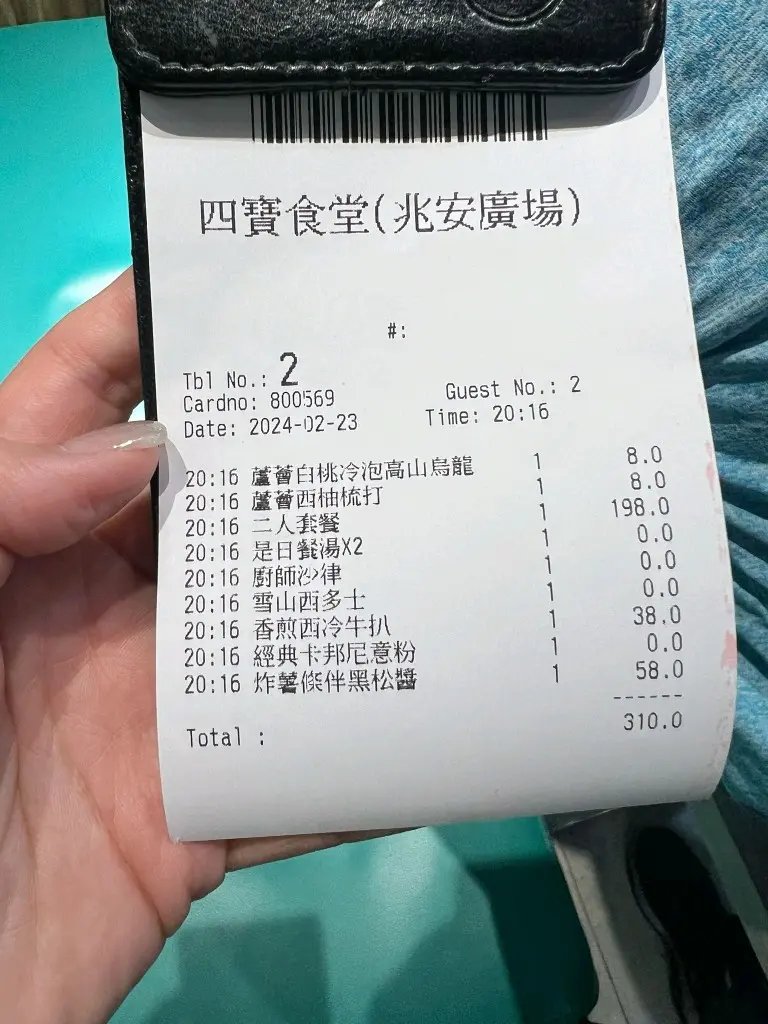 四寶食堂(兆安廣場)
#:
Tbl No.: 2
Cardno: 800569 Guest No.: 2
Date: 2024-02-23 Time: 20:16
20:16 蘆薈白桃冷泡高山烏龍 1 8.0
20:16 蘆薈西柚梳打 1 8.0
20:16 二人套餐 1 198.0
20:16 是日餐湯X2 1 0.0
20:16 廚師沙律 1 0.0
20:16 雪山西多士 1 0.0
20:16 香煎西冷牛扒 1 38.0
20:16 經典卡邦尼意粉 1 0.0
20:16 炸薯條伴黑松醬 1 58.0
------
Total : 310.0